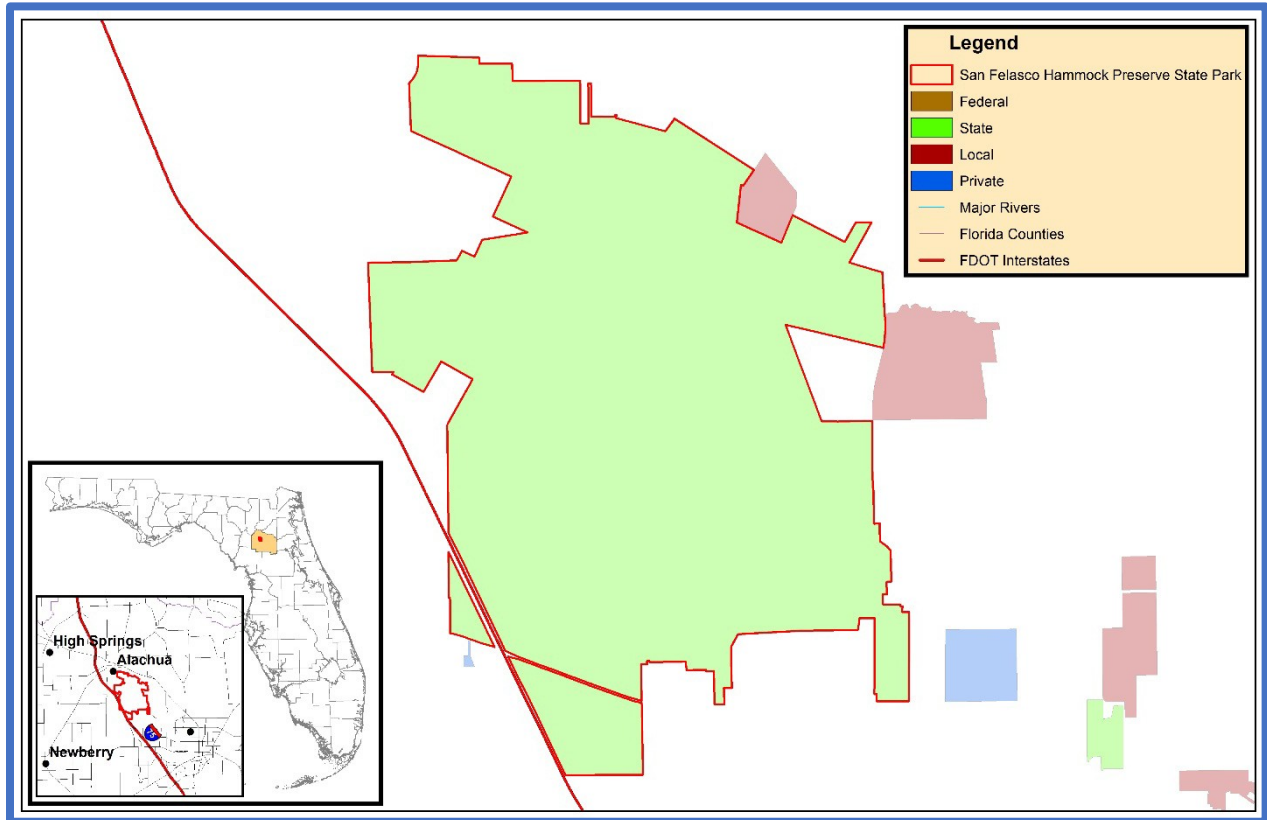 Legend
San Felasco Hammock Preserve State Park
Federal
State
Local
Private
Major Rivers
Florida Counties
FDOT Interstates
High Springs
Alachua
Newberry